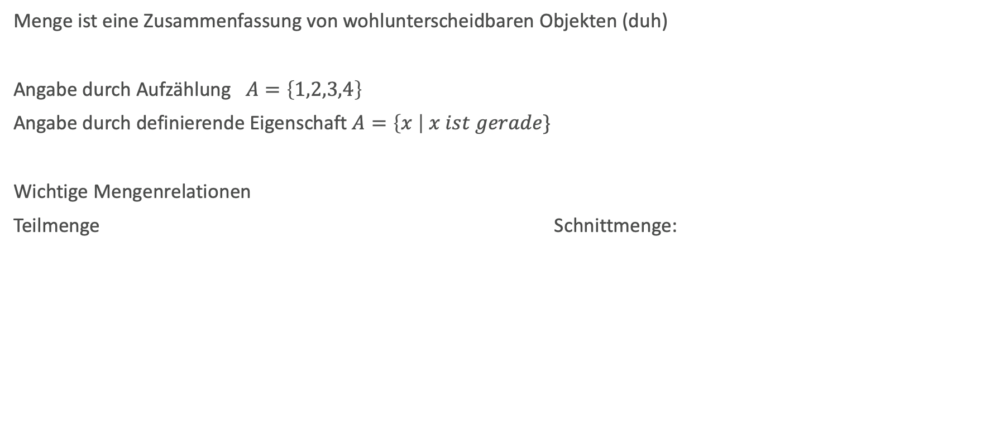 Menge ist eine Zusammenfassung von wohlunterscheidbaren Objekten (duh)
Angabe durch Aufzählung A = {1,2,3,4}
Angabe durch definierende Eigenschaft A = {x | x ist gerade}
Wichtige Mengenrelationen
Teilmenge
Schnittmenge: